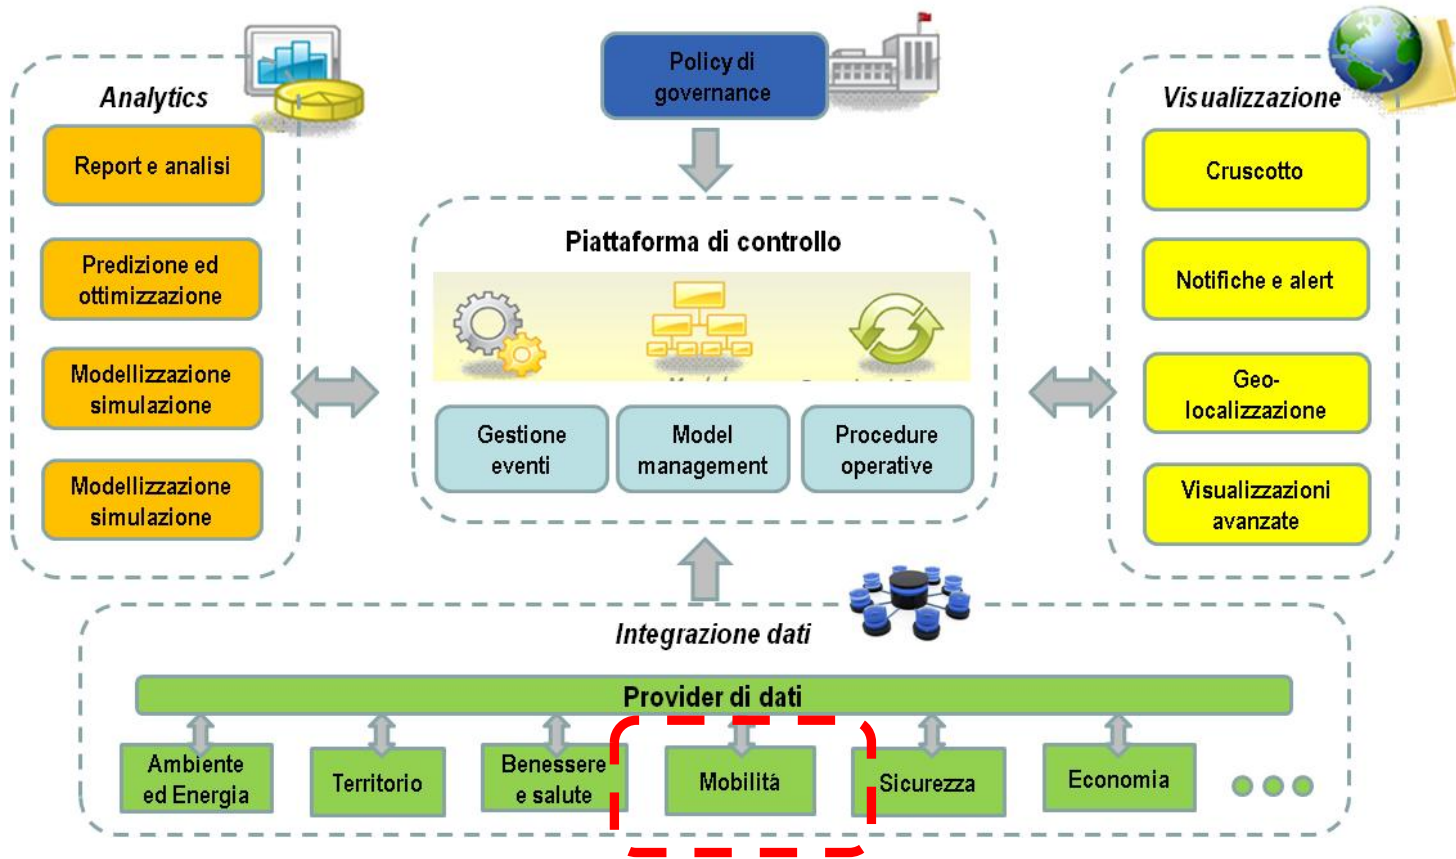 Policy di
governance
Analytics
Report e analisi
Predizione ed
ottimizzazione
Modellizzazione
simulazione
Modellizzazione
simulazione
Piattaforma di controllo
Gestione
eventi
Model
management
Procedure
operative
Visualizzazione
Cruscotto
Notifiche e alert
Geo-
localizzazione
Visualizzazioni
avanzate
Integrazione dati
Provider di dati
Ambiente
ed Energia
Territorio
Benessere
e salute
Mobilitá
Sicurezza
Economia